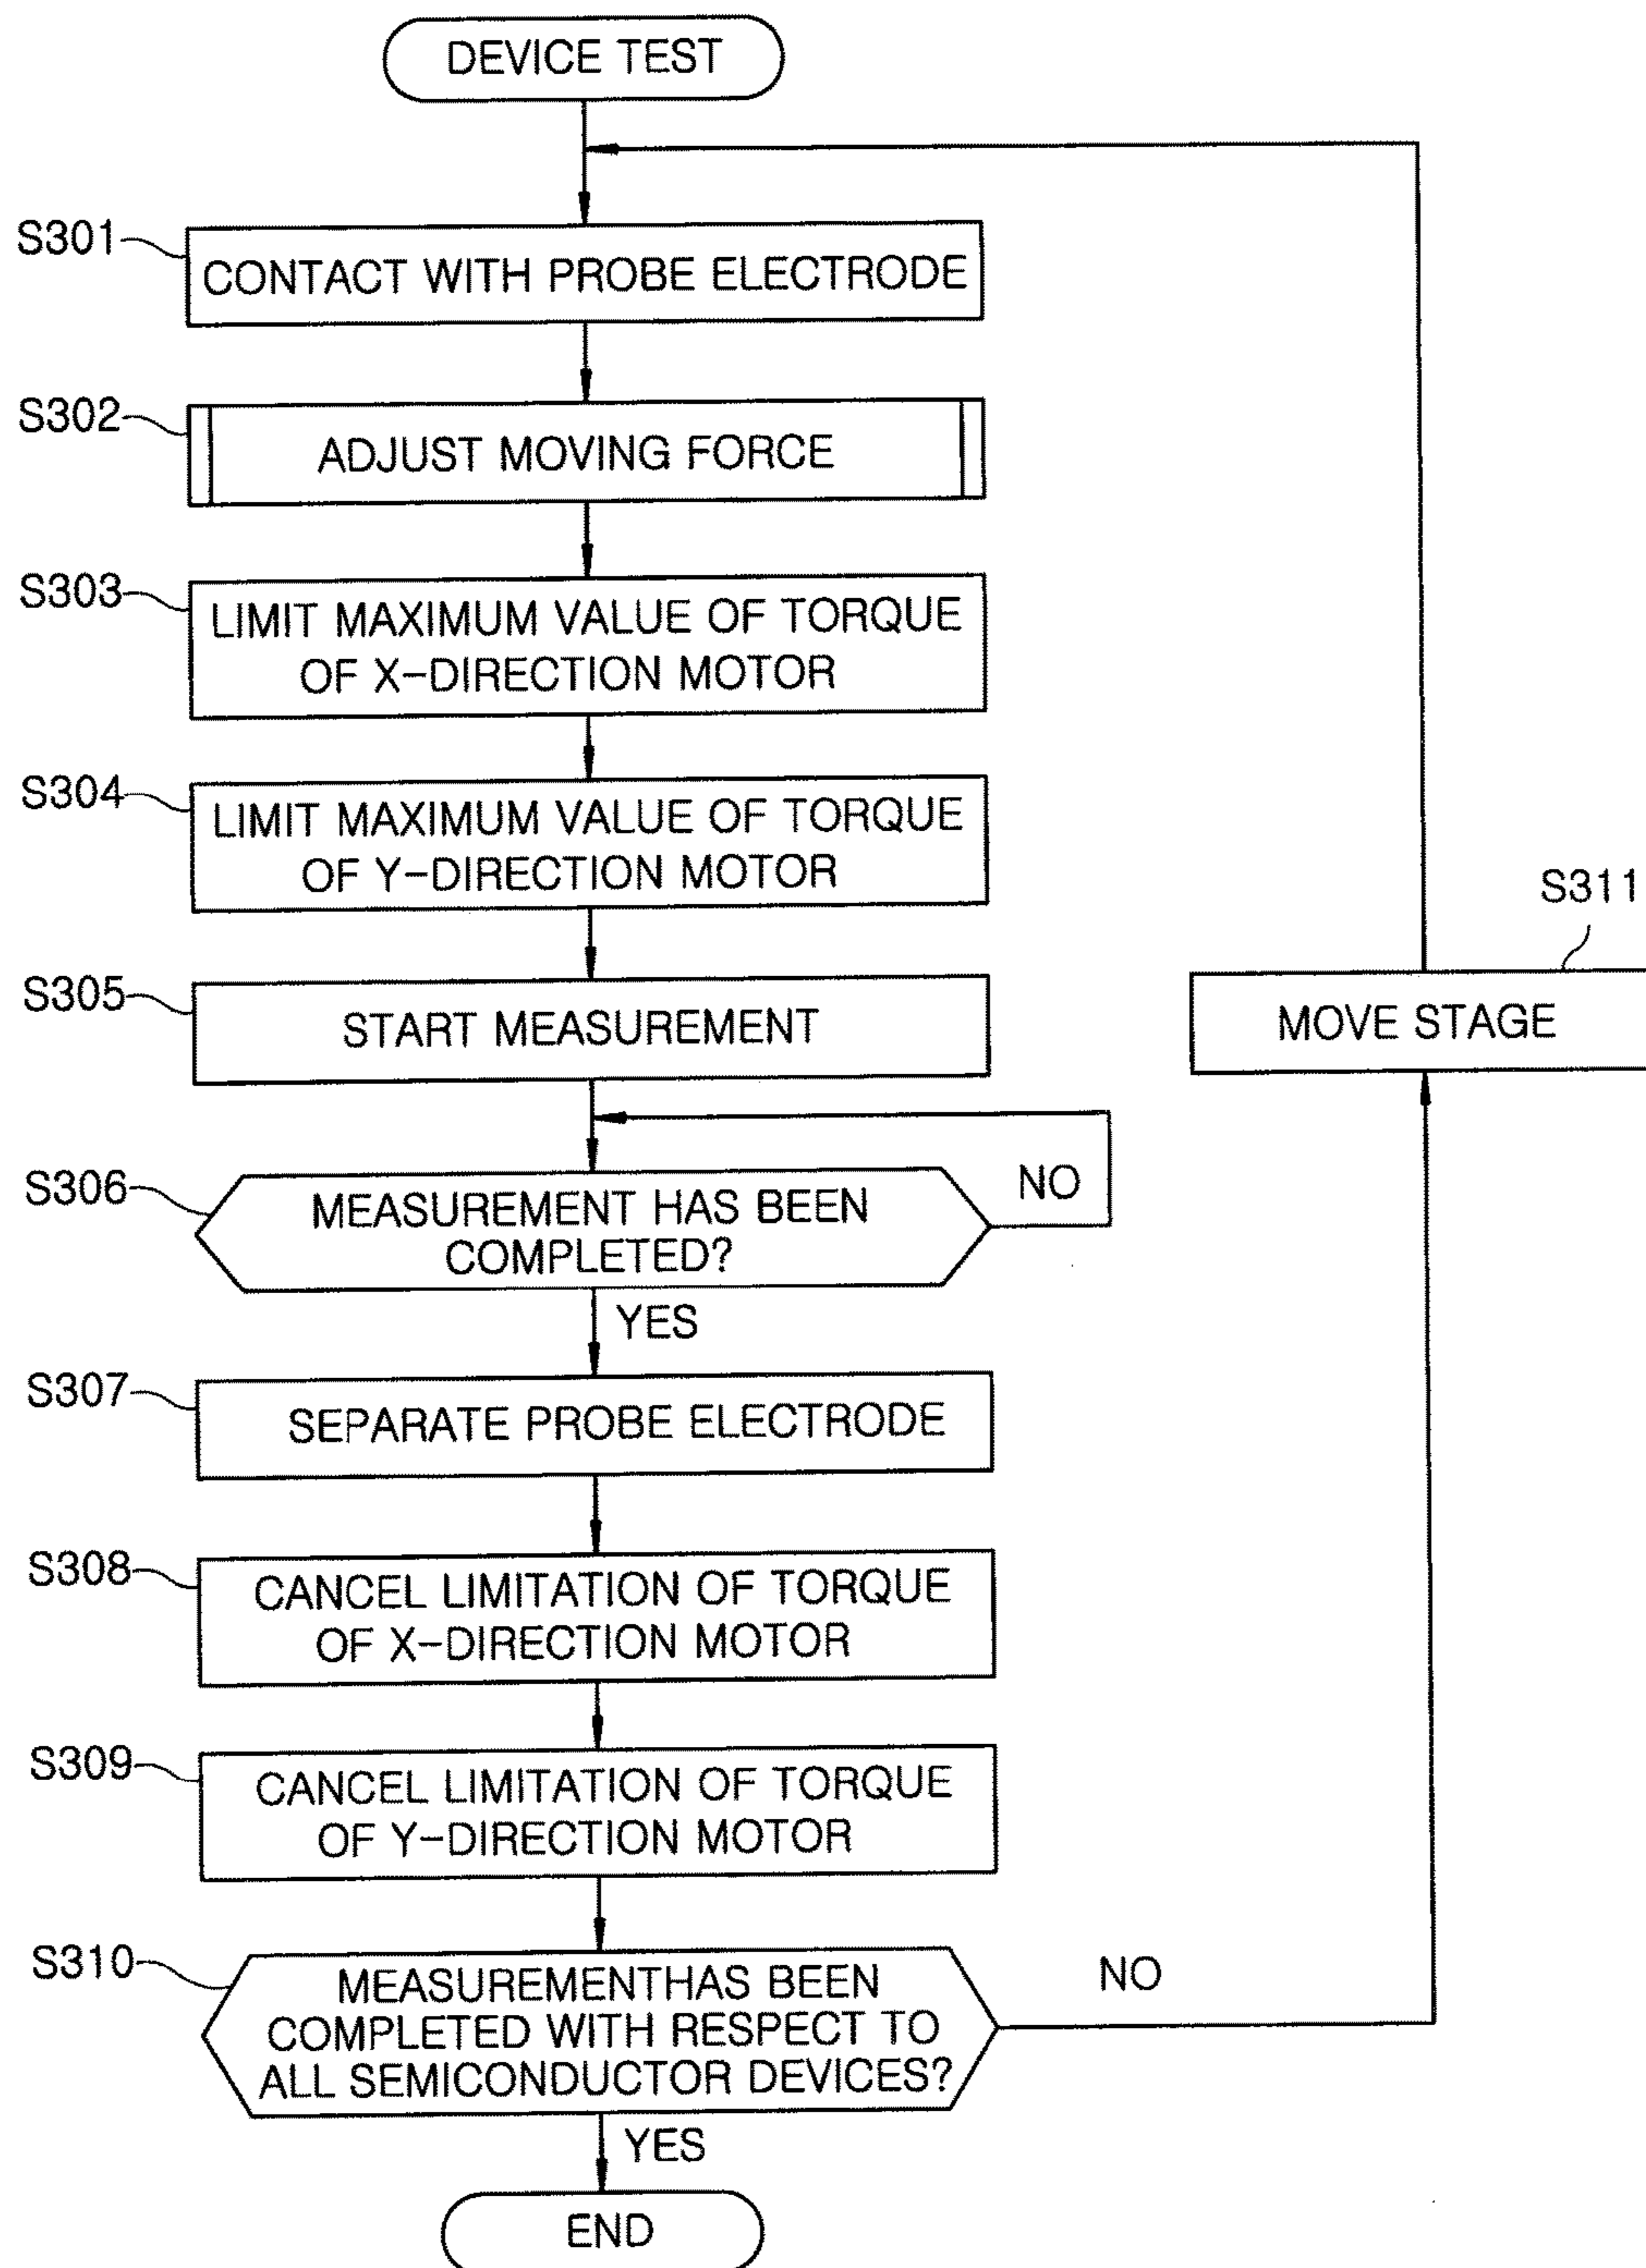 DEVICE TEST
S301
CONTACT WITH PROBE ELECTRODE
S302
ADJUST MOVING FORCE
S303
LIMIT MAXIMUM VALUE OF TORQUE
OF X-DIRECTION MOTOR
S304
LIMIT MAXIMUM VALUE OF TORQUE
OF Y-DIRECTION MOTOR
S311
MOVE STAGE
S305
START MEASUREMENT
S306
MEASUREMENT HAS BEEN
COMPLETED?
NO
YES
S307
SEPARATE PROBE ELECTRODE
S308
CANCEL LIMITATION OF TORQUE
OF X-DIRECTION MOTOR
S309
CANCEL LIMITATION OF TORQUE
OF Y-DIRECTION MOTOR
S310
MEASUREMENTHAS BEEN
COMPLETED WITH RESPECT TO
ALL SEMICONDUCTOR DEVICES?
NO
YES
END